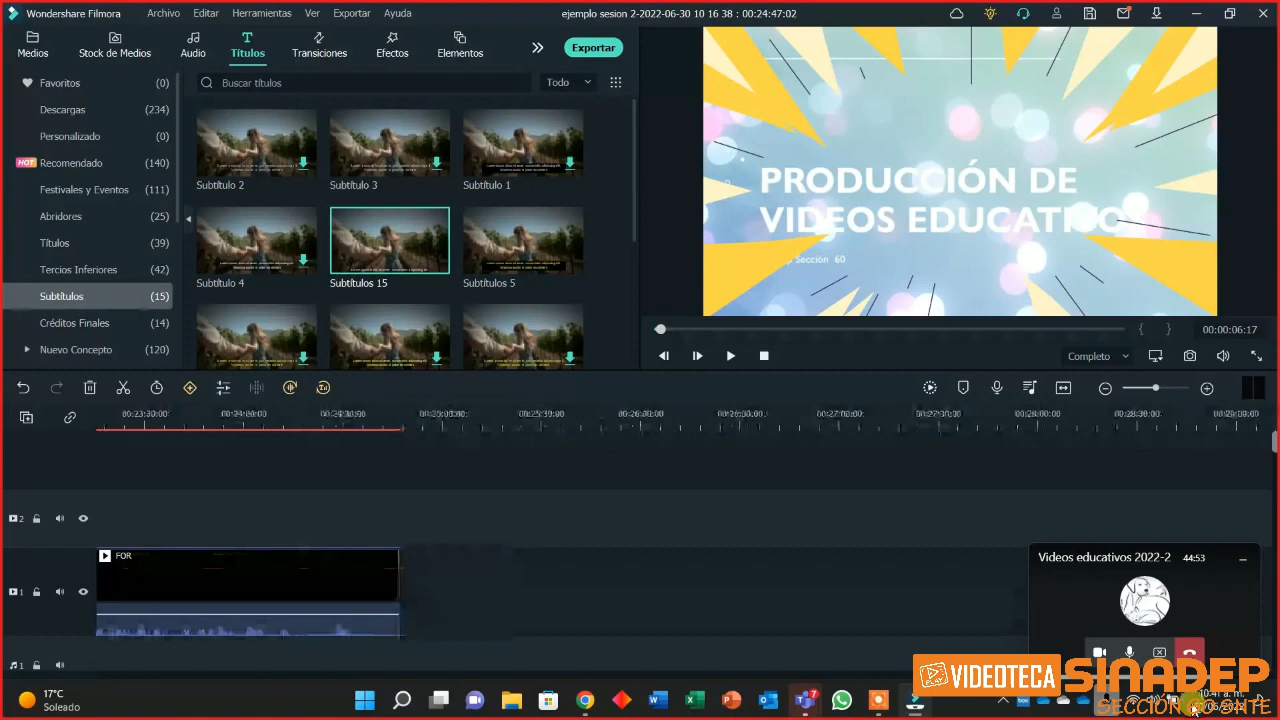 Wondershare Filmora
Archivo Editar Herramientas Ver Exportar Ayuda
ejemplo sesion 2-2022-06-30 10 16 38 : 00:24:47:02
Medios
Stock de Medios
Audio
Títulos
Transiciones
Efectos
Elementos
Exportar
Favoritos (0)
Descargas (234)
Personalizado (0)
HOT Recomendado (140)
Festivales y Eventos (111)
Abridores (25)
Títulos (39)
Tercios Inferiores (42)
Subtítulos (15)
Créditos Finales (14)
Nuevo Concepto (120)
Buscar títulos
Todo
Subtítulo 2
Subtítulo 3
Subtítulo 1
Subtítulo 4
Subtítulos 15
Subtítulos 5
PRODUCCIÓN DE
VIDEOS EDUCATIVO
Sección 60
00:00:06:17
Completo
00:23:30:00 00:24:00:00 00:24:30:00 00:25:00:00 00:25:30:00 00:26:00:00 00:26:30:00 00:27:00:00 00:27:30:00 00:28:00:00 00:28:30:00 00:29:00:00
2
FOR
1
1
Videos educativos 2022-2 44:53
VIDEOTECA SINADEP
PLAY
17°C
Soleado
7
10:41 a. m.